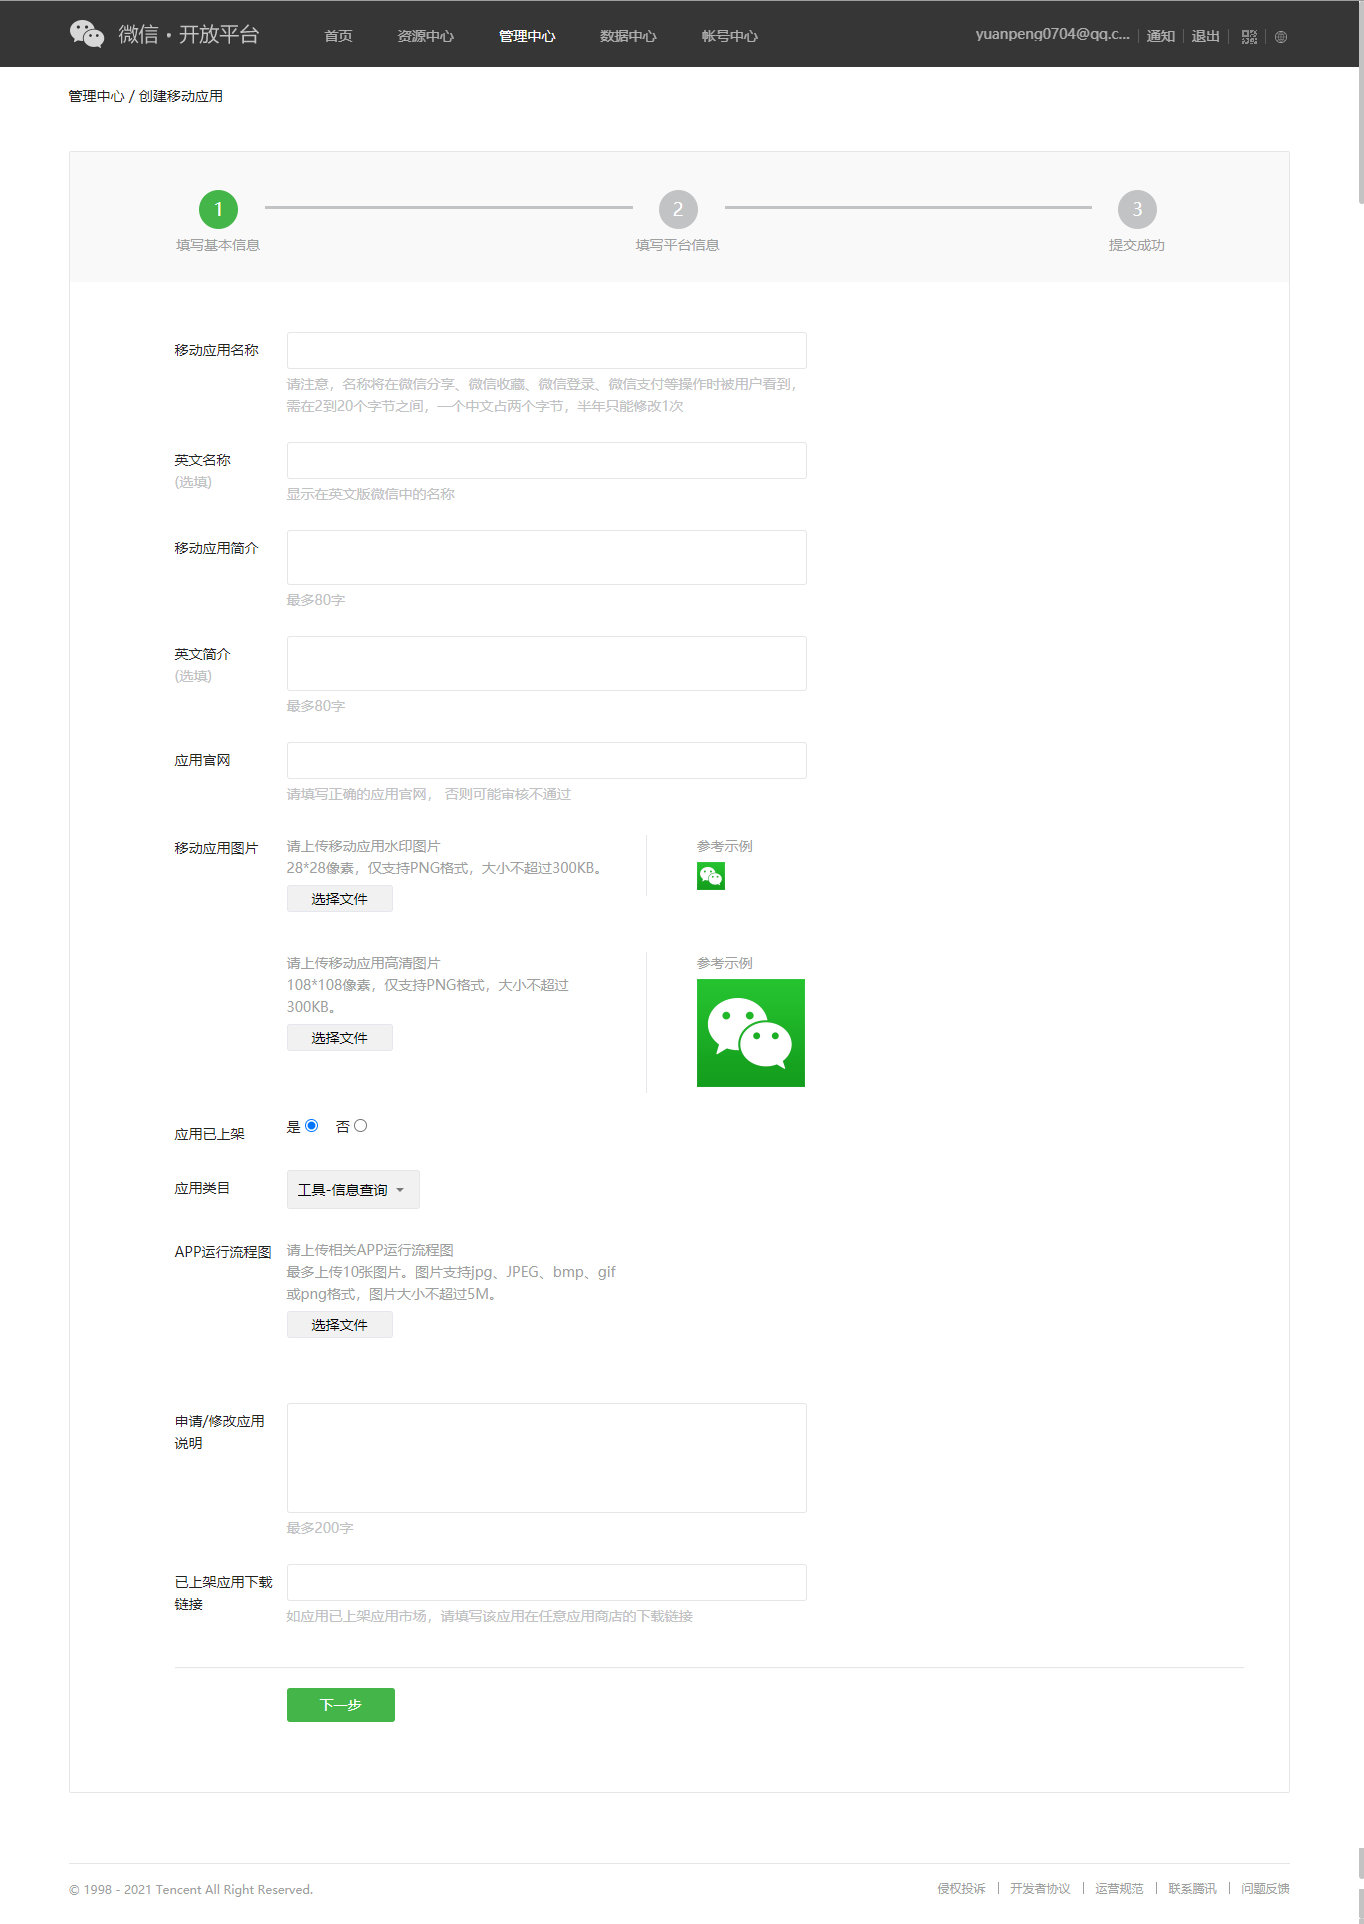 微信·开放平台
首页 资源中心 管理中心 数据中心 帐号中心
yuanpeng0704@qq.c... 通知 退出
管理中心 / 创建移动应用
1 2 3
填写基本信息 填写平台信息 提交成功
移动应用名称
请注意，名称将在微信分享、微信收藏、微信登录、微信支付等操作时被用户看到，
需在2到20个字节之间，一个中文占两个字节，半年只能修改1次
英文名称
(选填)
显示在英文版微信中的名称
移动应用简介
最多80字
英文简介
(选填)
最多80字
应用官网
请填写正确的应用官网， 否则可能审核不通过
移动应用图片
请上传移动应用水印图片
28*28像素，仅支持PNG格式，大小不超过300KB。
选择文件
参考示例
请上传移动应用高清图片
108*108像素，仅支持PNG格式，大小不超过
300KB。
选择文件
参考示例
应用已上架
是 否
应用类目
工具-信息查询
APP运行流程图
请上传相关APP运行流程图
最多上传10张图片。图片支持jpg、JPEG、bmp、gif
或png格式，图片大小不超过5M。
选择文件
申请/修改应用
说明
最多200字
已上架应用下载
链接
如应用已上架应用市场，请填写该应用在任意应用商店的下载链接
下一步
© 1998 - 2021 Tencent All Right Reserved.
侵权投诉 | 开发者协议 | 运营规范 | 联系腾讯 | 问题反馈